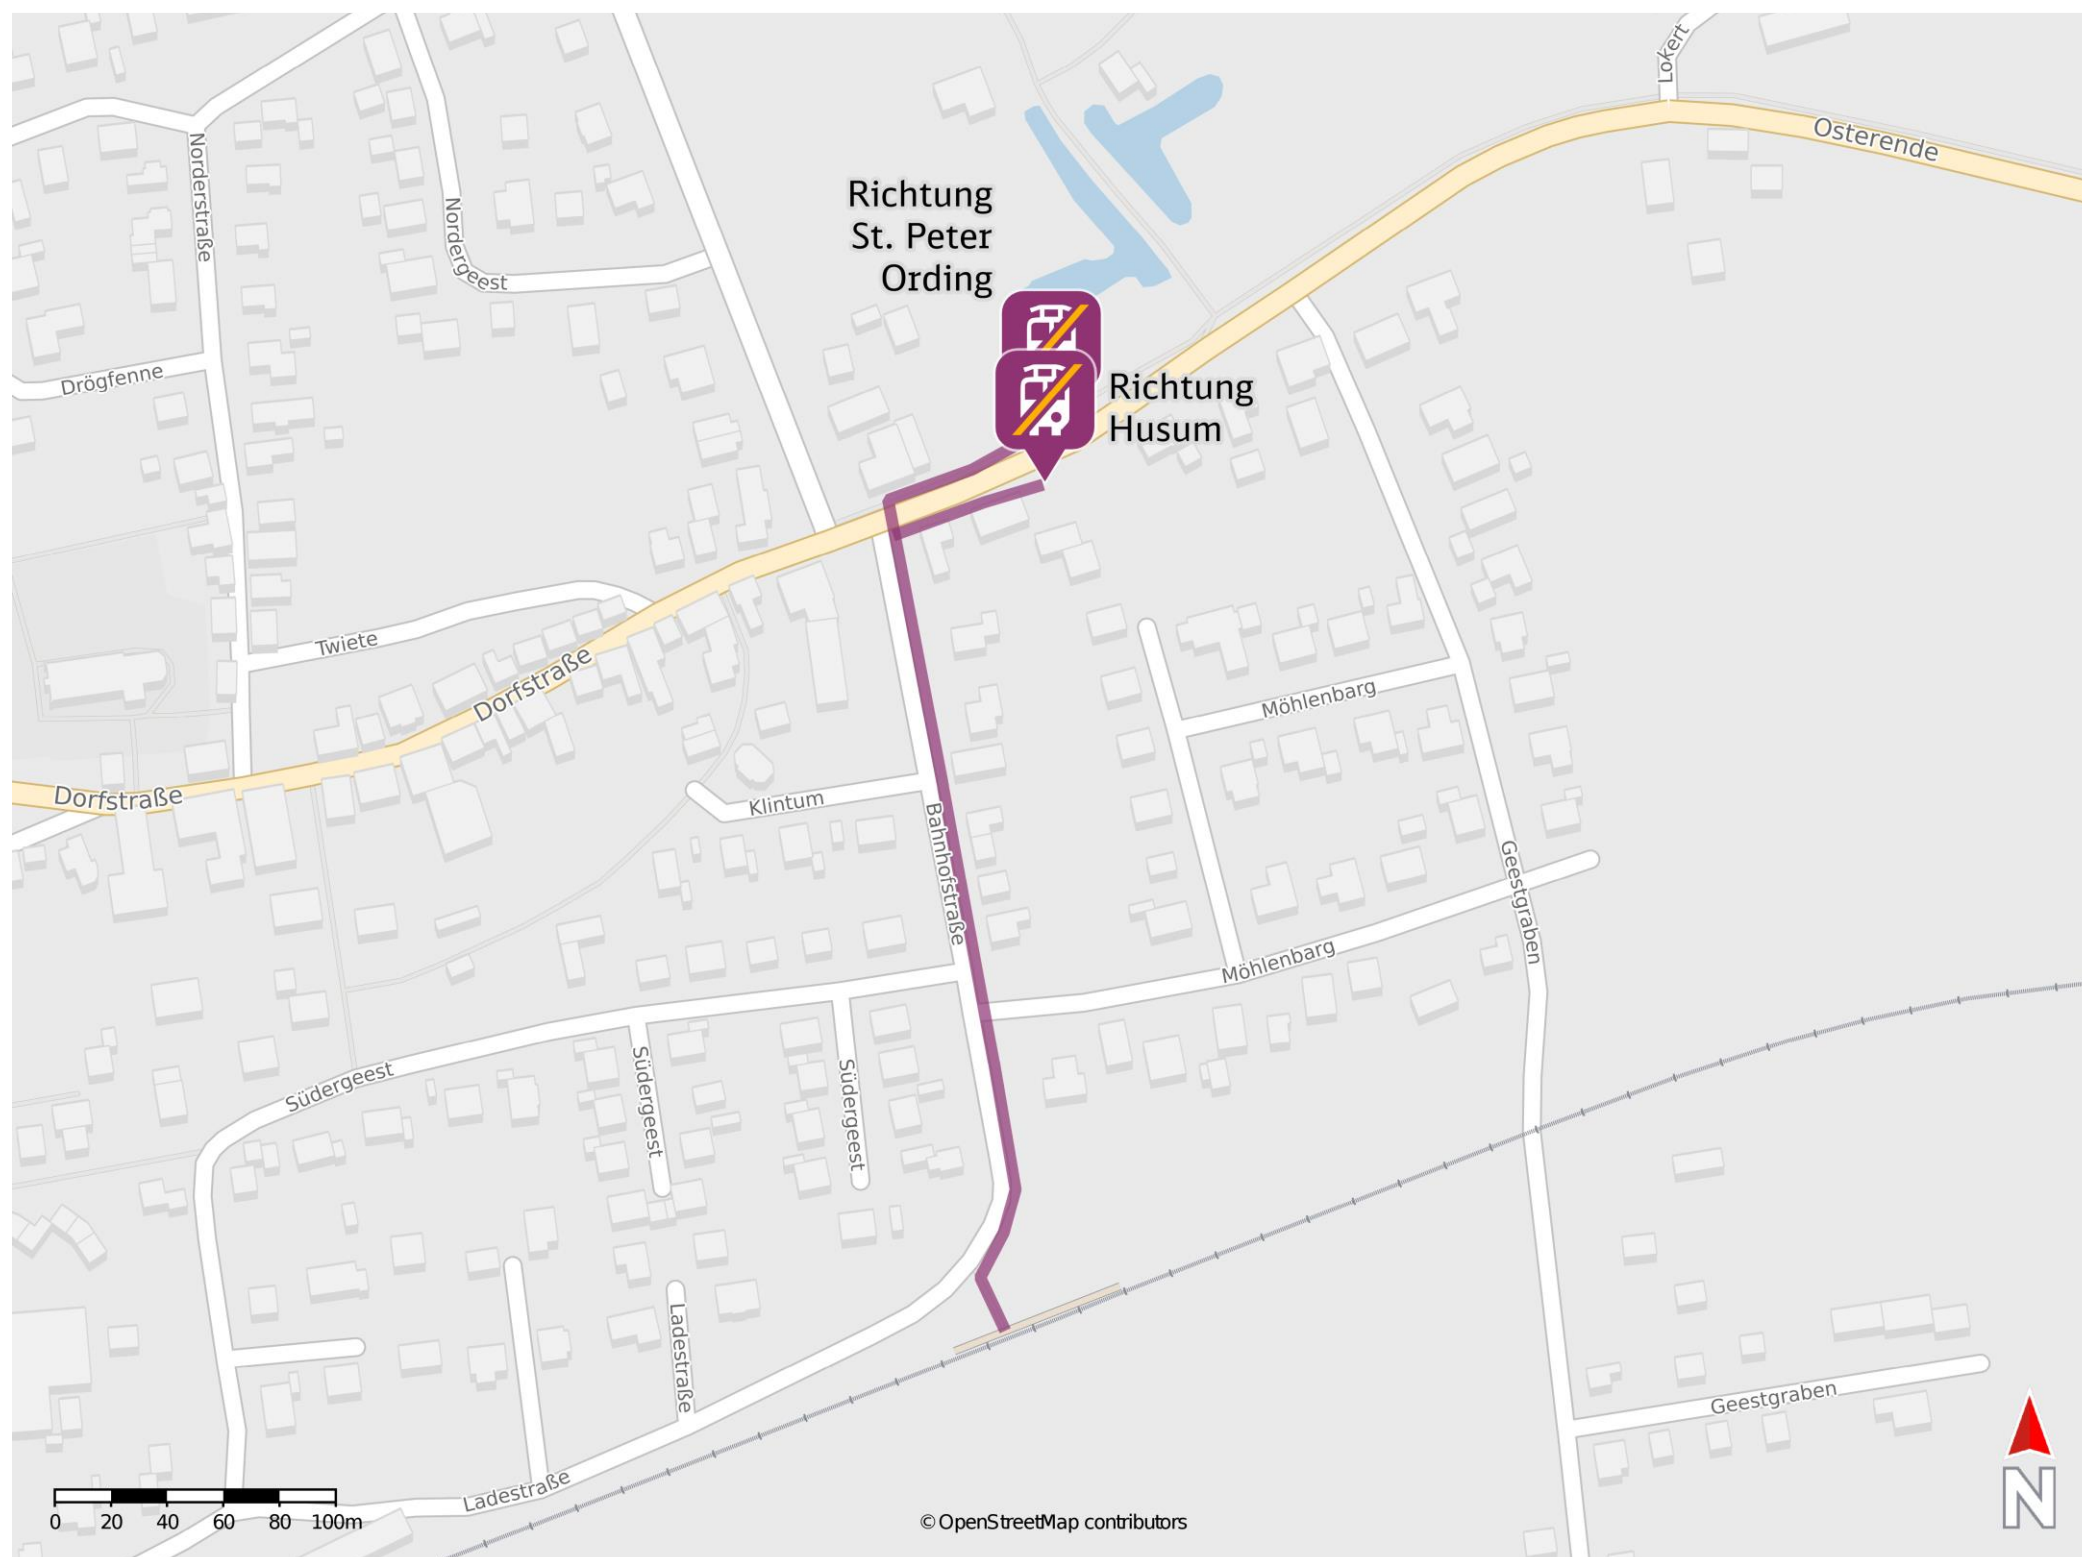 Lokert
Osterende
Norderstraße
Nordergeest
Richtung
St. Peter
Ording
Richtung
Husum
Drögfenne
Twiete
Dorfstraße
Möhlenbarg
Dorfstraße
Klintum
Bahnhofstraße
Geestgraben
Möhlenbarg
Südergeest
Südergeest
Südergeest
Ladestraße
Geestgraben
Ladestraße
0 20 40 60 80 100m
© OpenStreetMap contributors
N